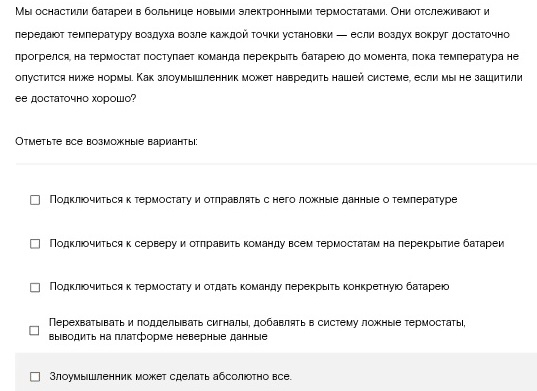 Мы оснастили батареи в больнице новыми электронными термостатами. Они отслеживают и
передают температуру воздуха возле каждой точки установки — если воздух вокруг достаточно
прогрелся, на термостат поступает команда перекрыть батарею до момента, пока температура не
опустится ниже нормы. Как злоумышленник может навредить нашей системе, если мы не защитили
ее достаточно хорошо?
Отметьте все возможные варианты:
Подключиться к термостату и отправлять с него ложные данные о температуре
Подключиться к серверу и отправить команду всем термостатам на перекрытие батареи
Подключиться к термостату и отдать команду перекрыть конкретную батарею
Перехватывать и подделывать сигналы, добавлять в систему ложные термостаты,
выводить на платформе неверные данные
Злоумышленник может сделать абсолютно все.